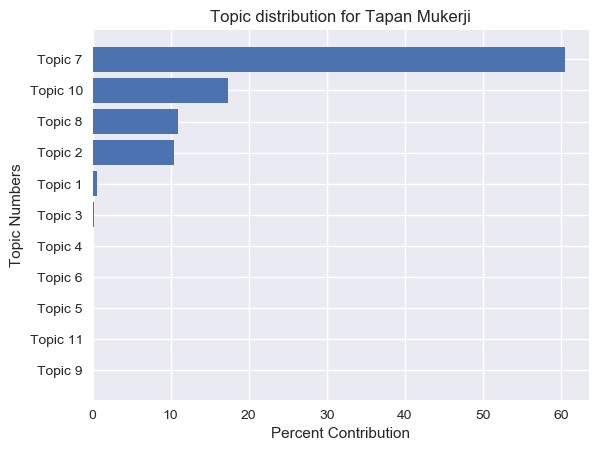 Topic distribution for Tapan Mukerji
Topic Numbers
Topic 7
Topic 10
Topic 8
Topic 2
Topic 1
Topic 3
Topic 4
Topic 6
Topic 5
Topic 11
Topic 9
0 10 20 30 40 50 60
Percent Contribution